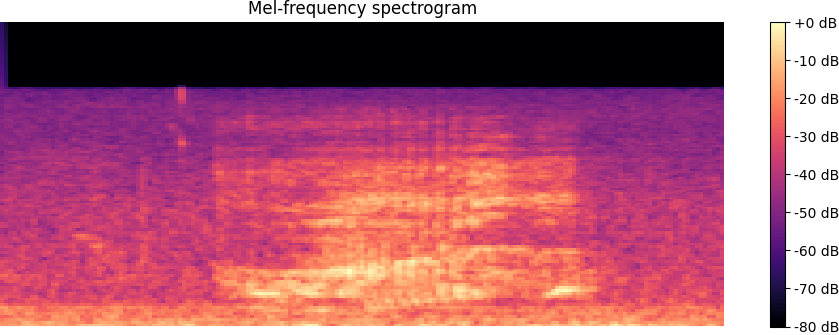 Mel-frequency spectrogram
+0 dB
-10 dB
-20 dB
-30 dB
-40 dB
-50 dB
-60 dB
-70 dB
-80 dB